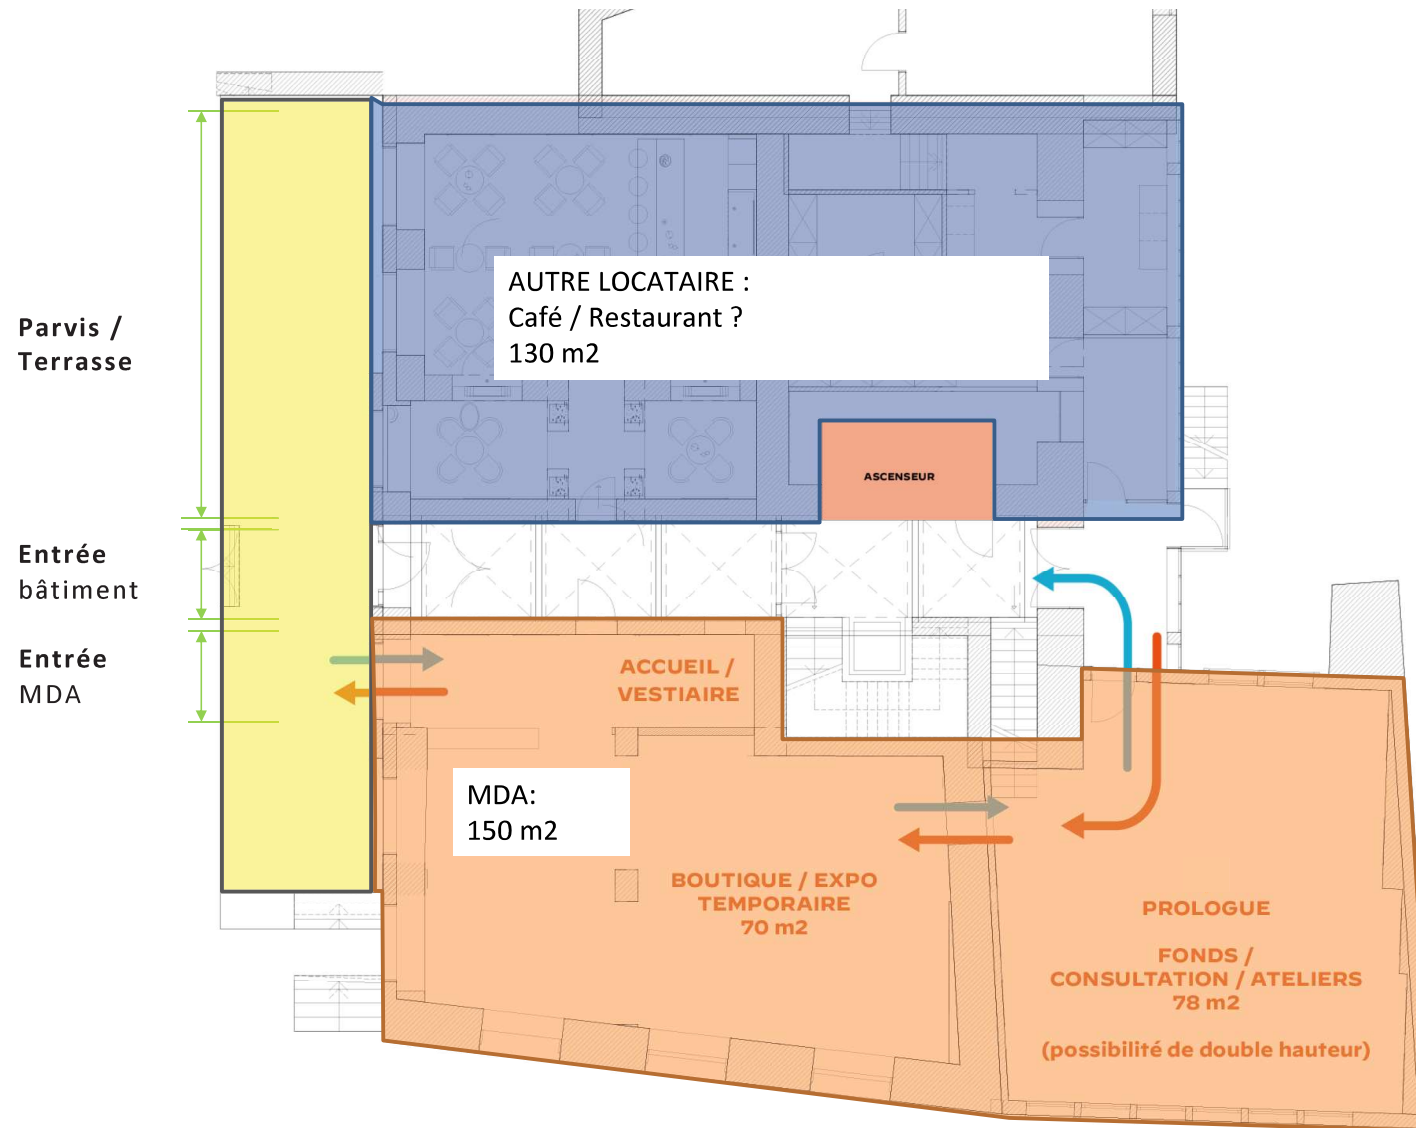 AUTRE LOCATAIRE :
Café / Restaurant ?
130 m2
Parvis /
Terrasse
ASCENSEUR
Entrée
bâtiment
Entrée
MDA
ACCUEIL /
VESTIAIRE
MDA:
150 m2
BOUTIQUE / EXPO
TEMPORAIRE
70 m2
PROLOGUE
FONDS /
CONSULTATION / ATELIERS
78 m2
(possibilité de double hauteur)